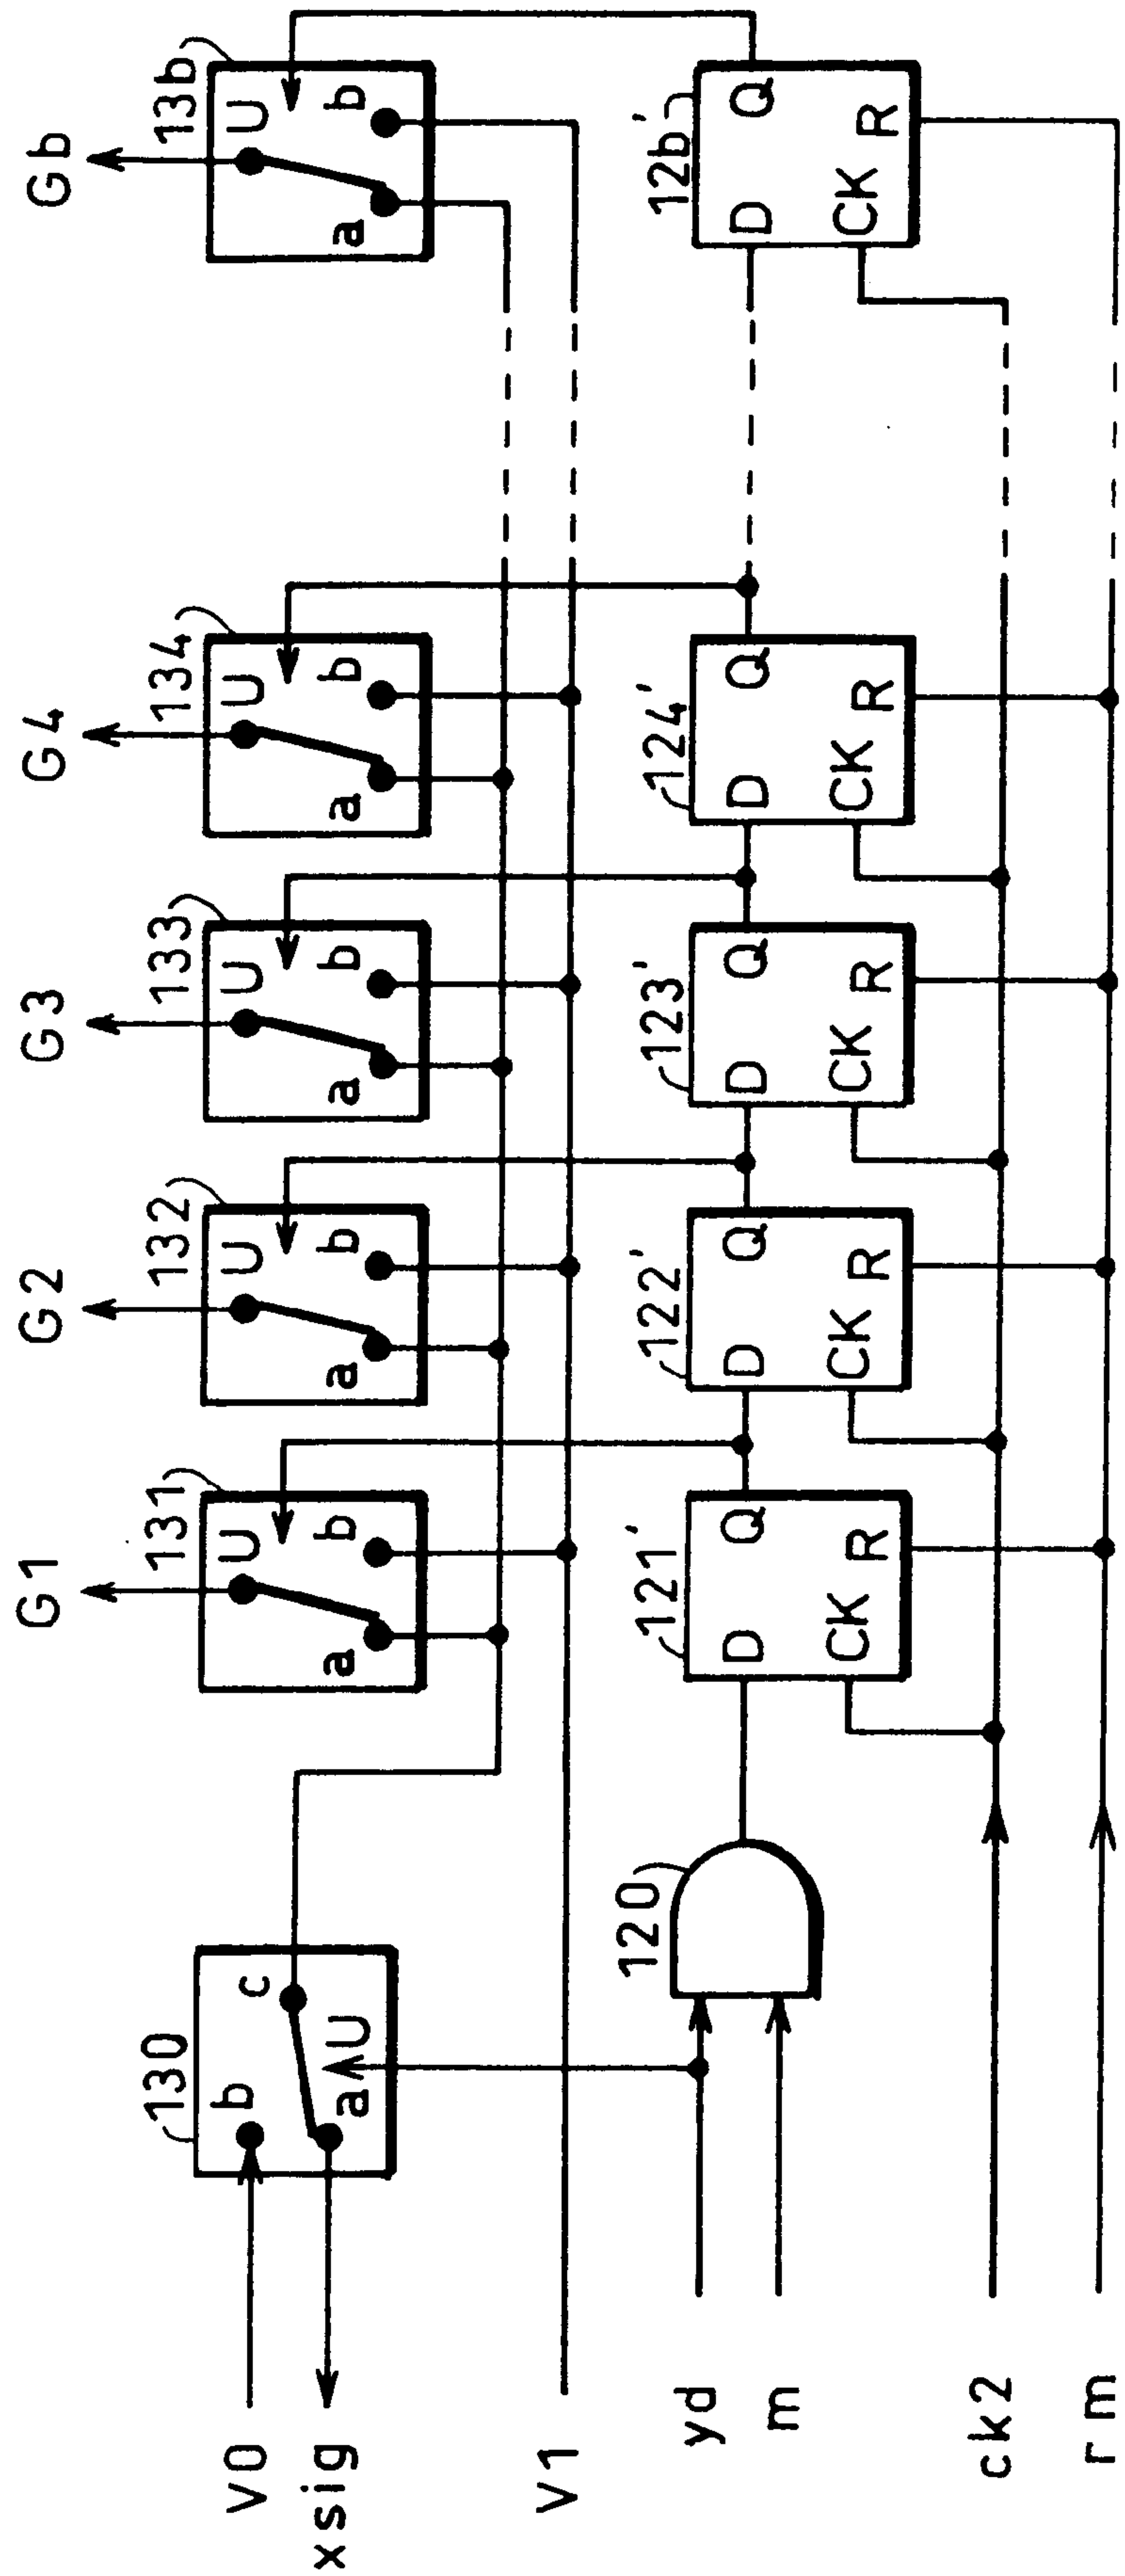 G1 G2 G3 G4 Gb
130 131 132 133 134 13b
b c U U U U U
a a b a b a b a b a b
V0
xsig
V1
120 121' 122' 123' 124' 12b'
yd D Q D Q D Q D Q D Q
m CK R CK R CK R CK R CK R
ck2
rm